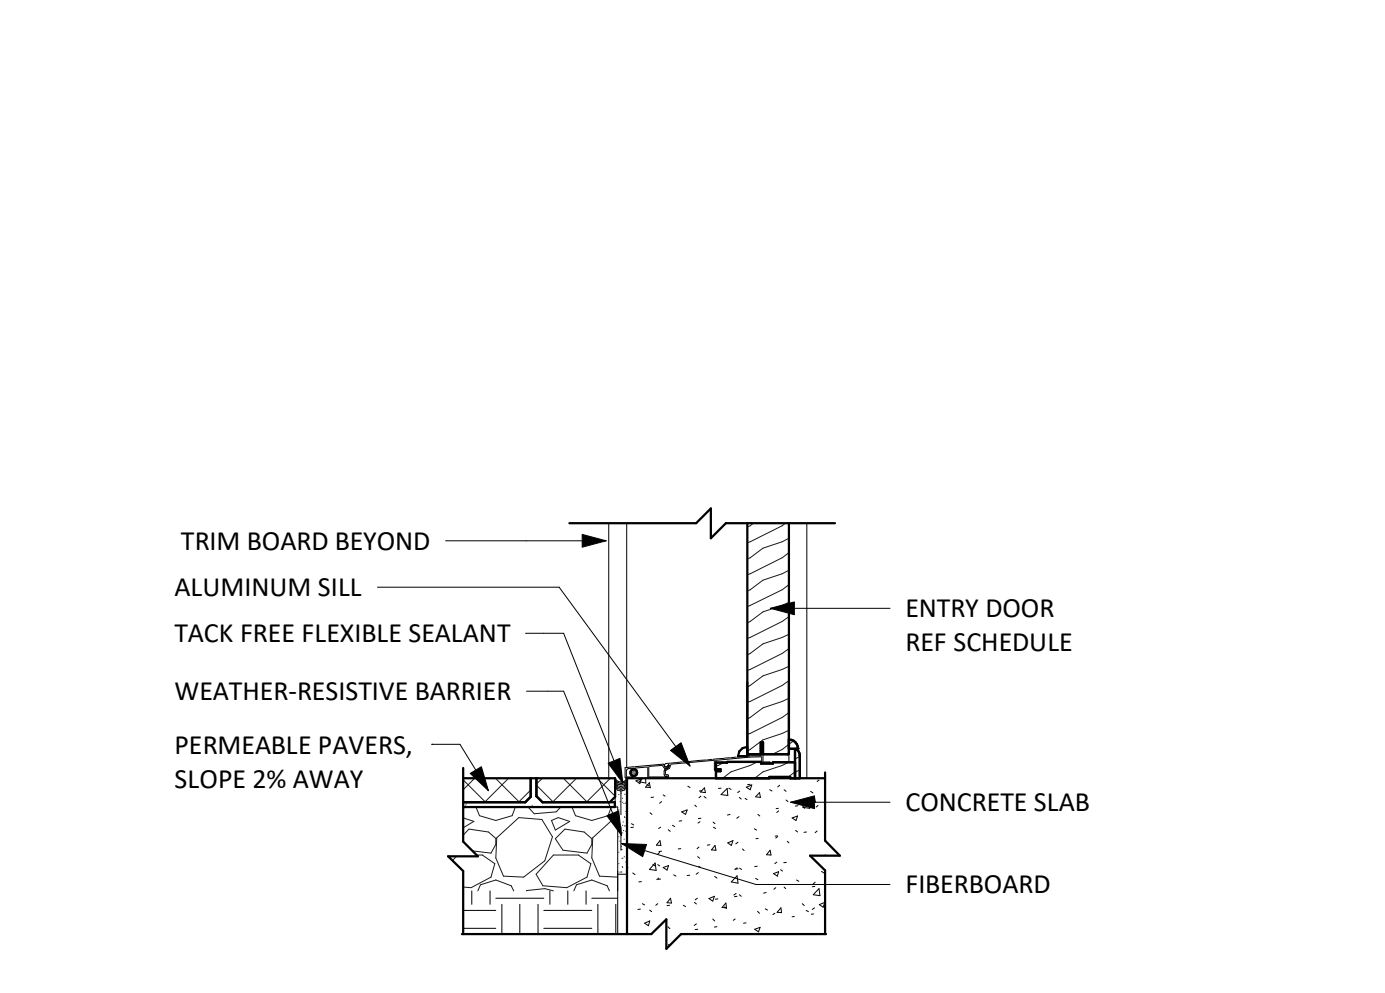 TRIM BOARD BEYOND
ALUMINUM SILL
TACK FREE FLEXIBLE SEALANT
WEATHER-RESISTIVE BARRIER
PERMEABLE PAVERS,
SLOPE 2% AWAY
ENTRY DOOR
REF SCHEDULE
CONCRETE SLAB
FIBERBOARD